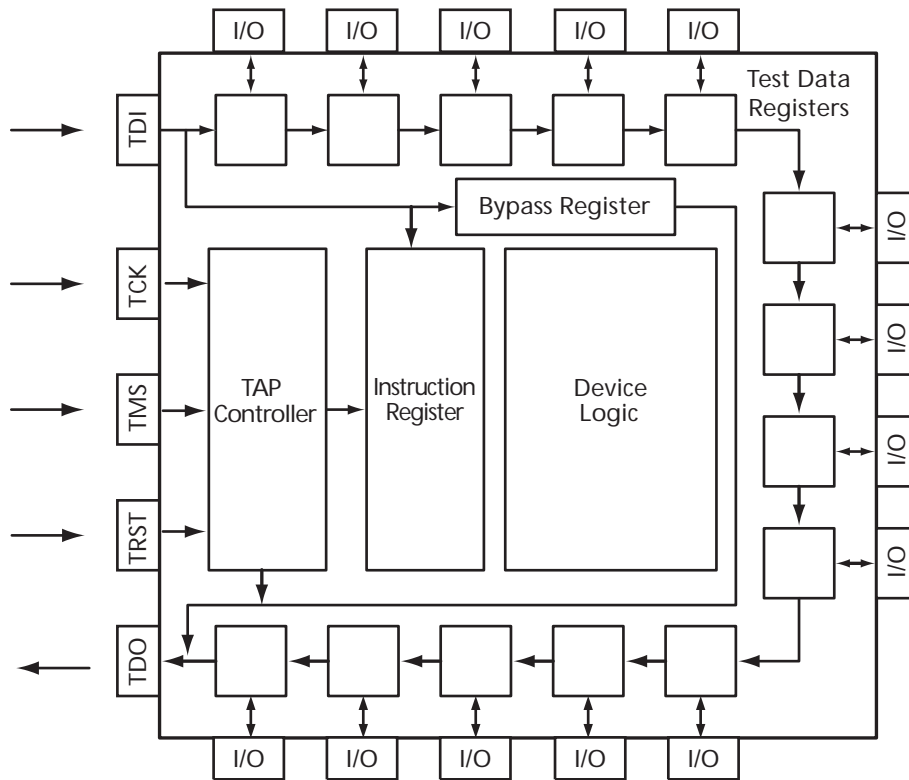 I/O
I/O
I/O
I/O
I/O
Test Data
Registers
TDI
Bypass Register
I/O
TCK
I/O
TMS
TAP
Controller
Instruction
Register
Device
Logic
I/O
TRST
I/O
TDO
I/O
I/O
I/O
I/O
I/O